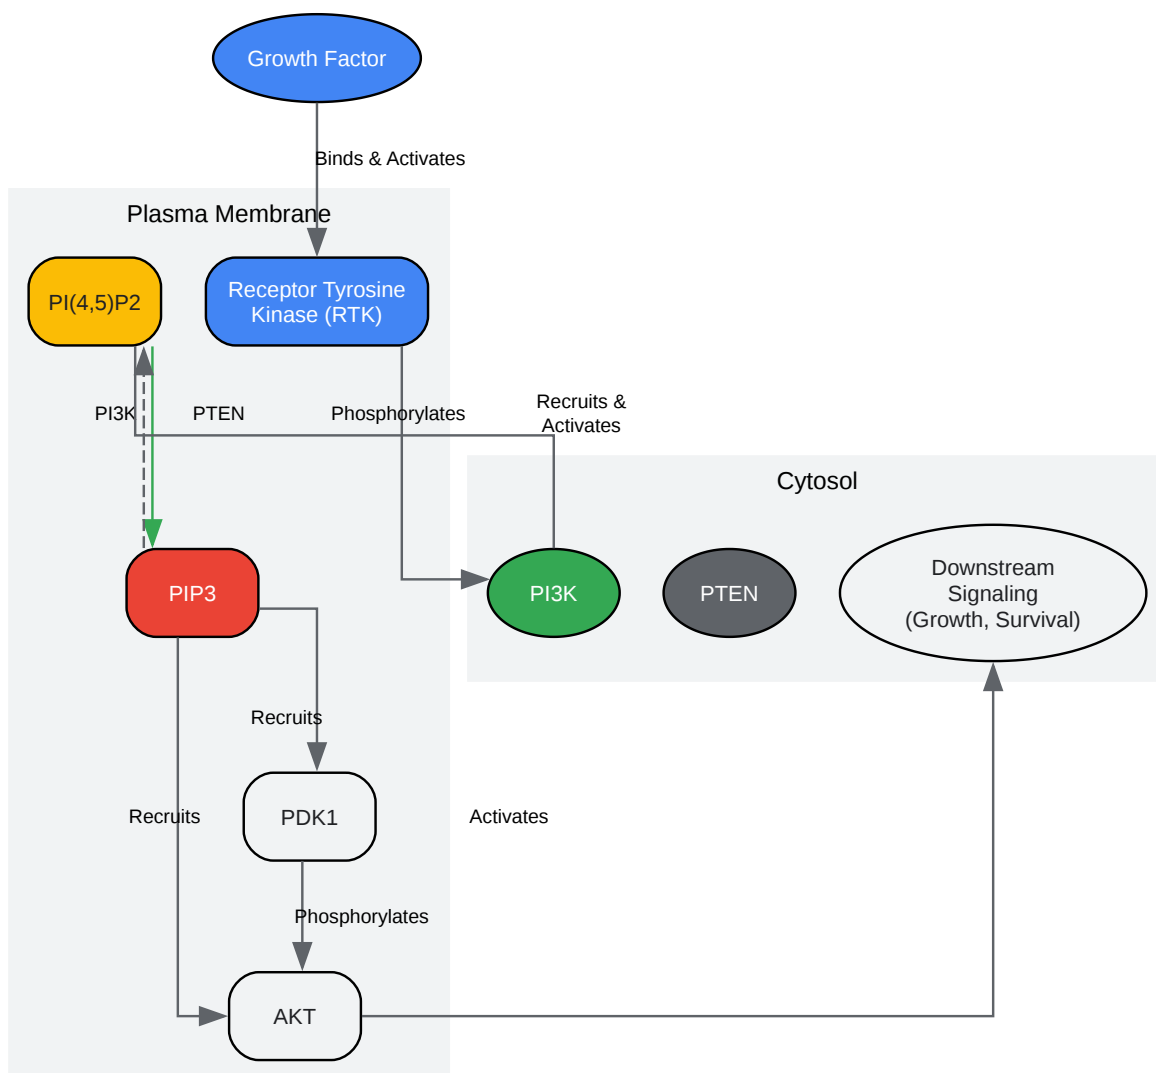 Growth Factor
Binds & Activates
Plasma Membrane
PI(4,5)P2
Receptor Tyrosine
Kinase (RTK)
PI3K
PTEN
Phosphorylates
Recruits &
Activates
Cytosol
PIP3
PI3K
PTEN
Downstream
Signaling
(Growth, Survival)
Recruits
Recruits
PDK1
Activates
Phosphorylates
AKT